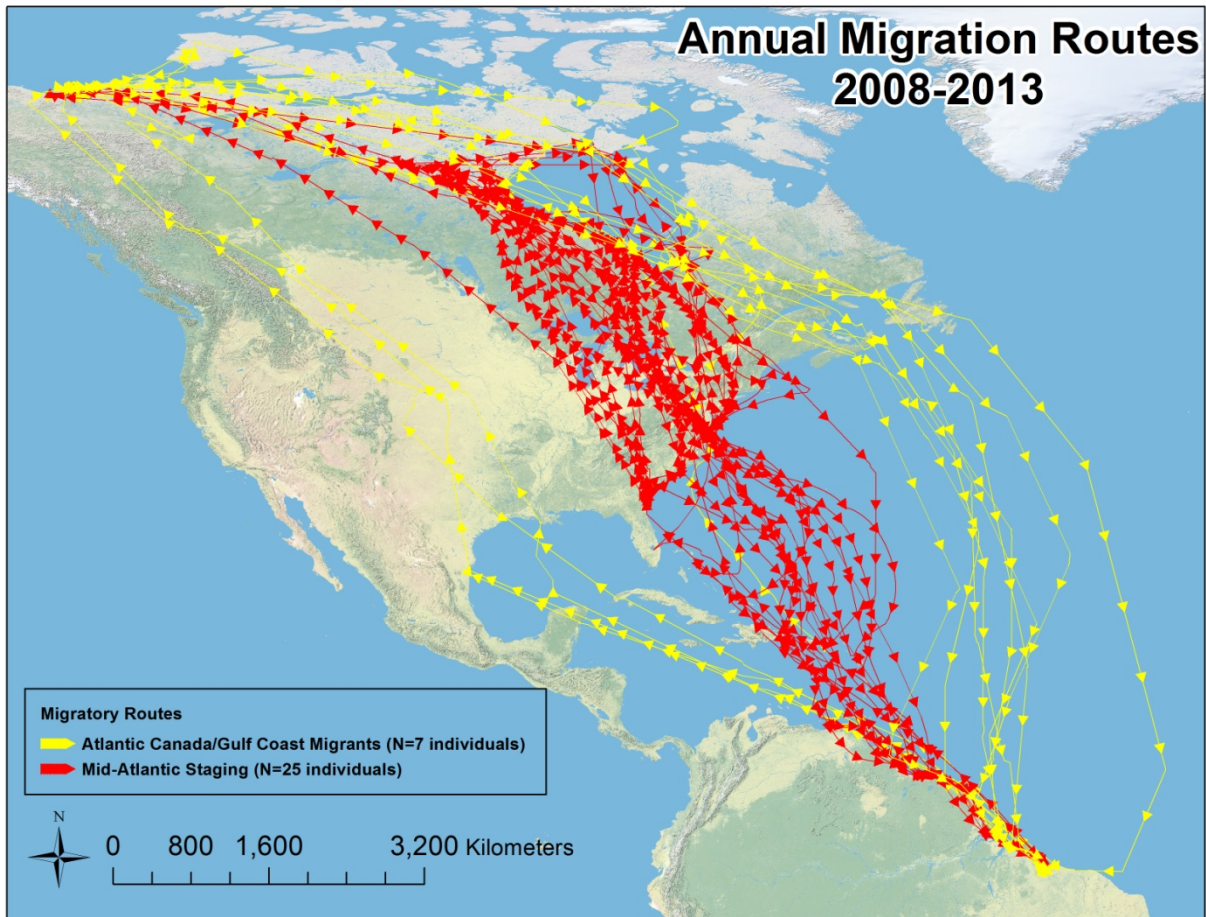 Annual Migration Routes
2008-2013
Migratory Routes
Atlantic Canada/Gulf Coast Migrants (N=7 individuals)
Mid-Atlantic Staging (N=25 individuals)
N
0 800 1,600 3,200 Kilometers